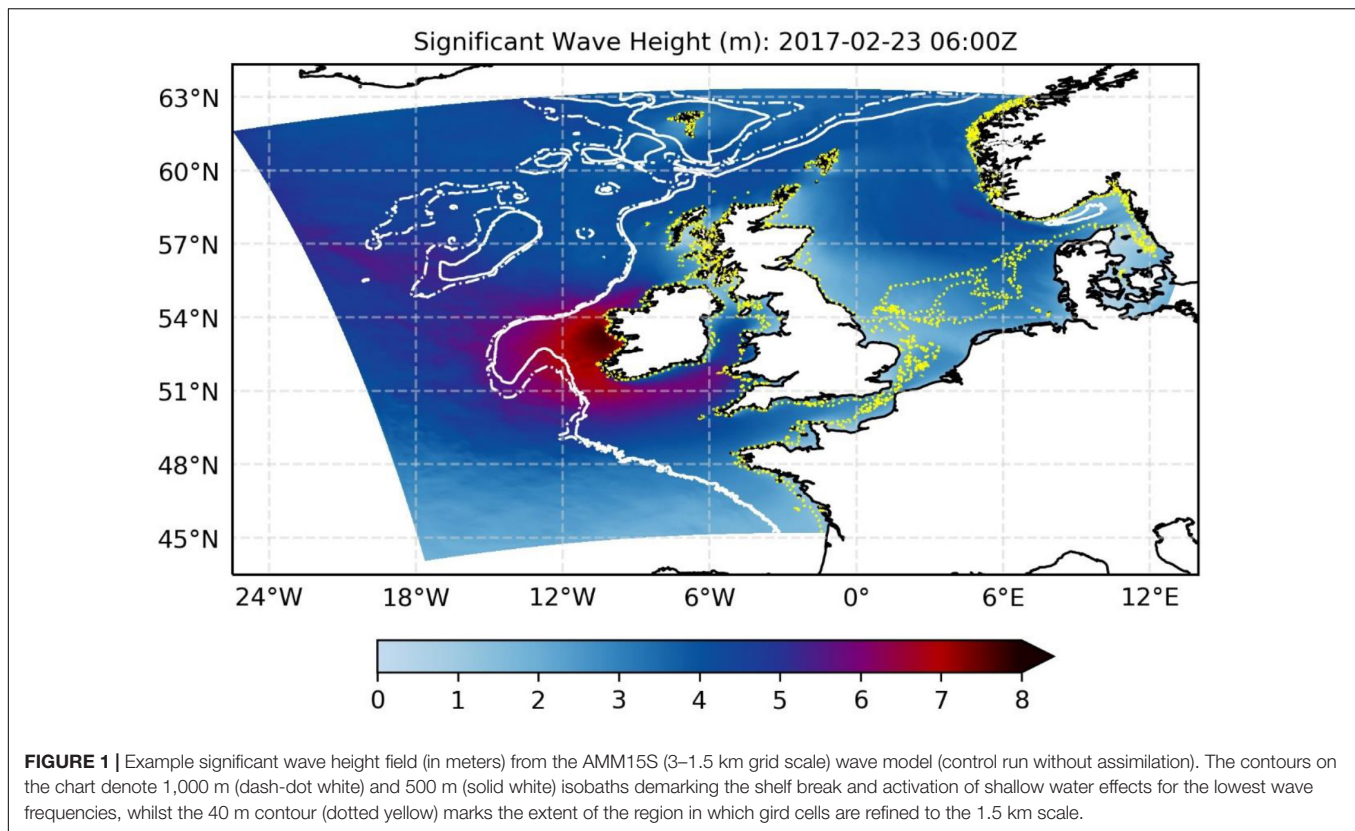 Significant Wave Height (m): 2017-02-23 06:00Z
63°N
60°N
57°N
54°N
51°N
48°N
45°N
24°W 18°W 12°W 6°W 0° 6°E 12°E
0 1 2 3 4 5 6 7 8
FIGURE 1 | Example significant wave height field (in meters) from the AMM15S (3–1.5 km grid scale) wave model (control run without assimilation). The contours on
the chart denote 1,000 m (dash-dot white) and 500 m (solid white) isobaths demarking the shelf break and activation of shallow water effects for the lowest wave
frequencies, whilst the 40 m contour (dotted yellow) marks the extent of the region in which gird cells are refined to the 1.5 km scale.